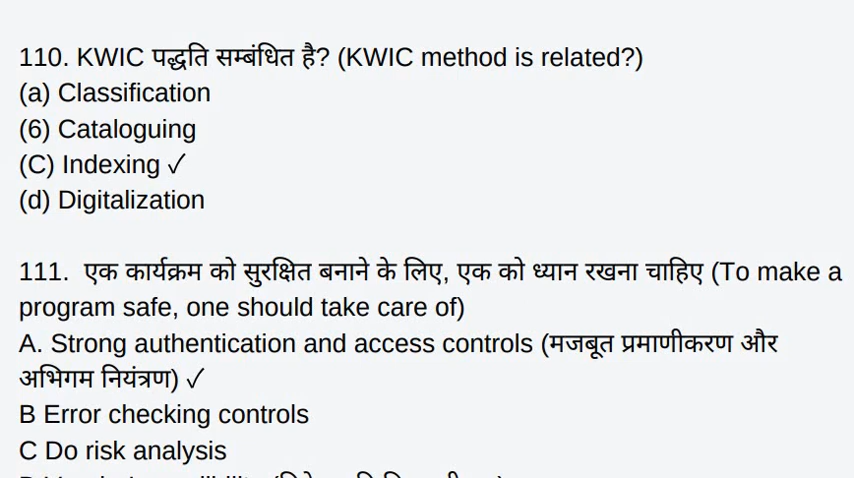 110. KWIC पद्धति सम्बंधित है? (KWIC method is related?)
(a) Classification
(6) Cataloguing
(C) Indexing ✓
(d) Digitalization
111.  एक कार्यक्रम को सुरक्षित बनाने के लिए, एक को ध्यान रखना चाहिए (To make a
program safe, one should take care of)
A. Strong authentication and access controls (मजबूत प्रमाणीकरण और
अभिगम नियंत्रण) ✓
B Error checking controls
C Do risk analysis